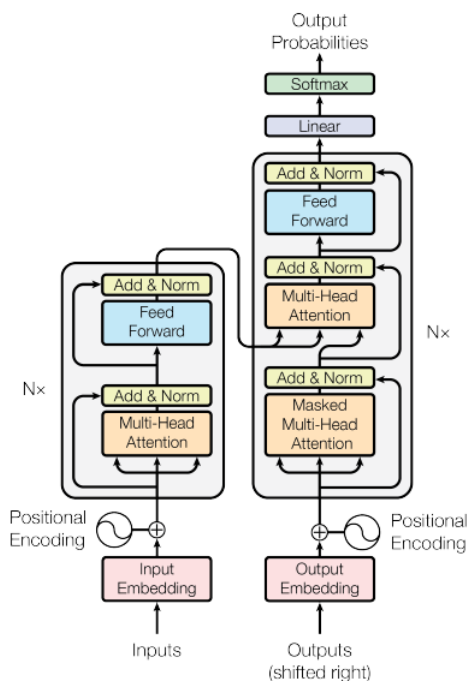 Output
Probabilities
Softmax
Linear
Add & Norm
Feed
Forward
Add & Norm
Multi-Head
Attention
Add & Norm
Masked
Multi-Head
Attention
N×
Add & Norm
Feed
Forward
N×
Add & Norm
Multi-Head
Attention
Positional
Encoding
Positional
Encoding
Input
Embedding
Output
Embedding
Inputs
Outputs
(shifted right)